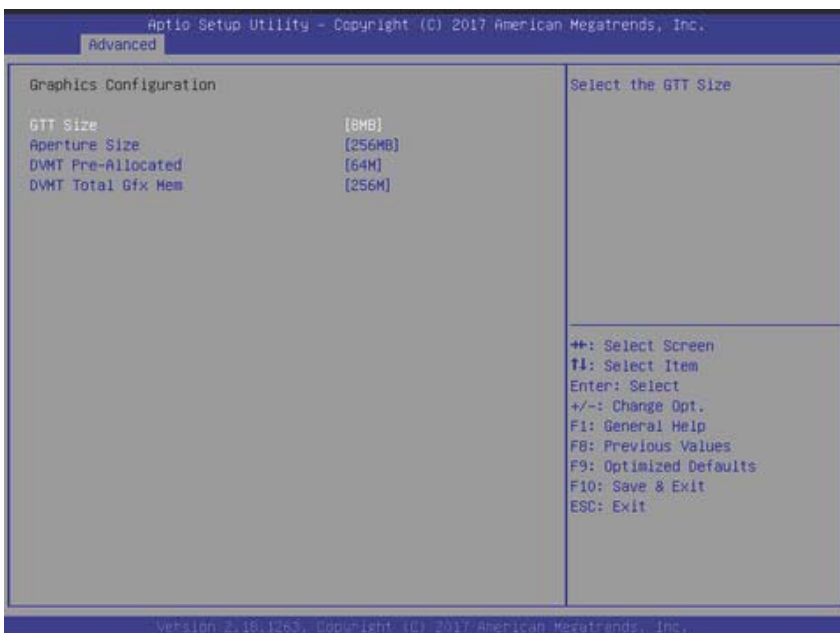 Aptio Setup Utility – Copyright (C) 2017 American Megatrends, Inc.
Advanced
Graphics Configuration
GTT Size [8MB]
Aperture Size [256MB]
DVMT Pre-Allocated [64M]
DVMT Total Gfx Mem [256M]
Select the GTT Size
→←: Select Screen
↑↓: Select Item
Enter: Select
+/-: Change Opt.
F1: General Help
F8: Previous Values
F9: Optimized Defaults
F10: Save & Exit
ESC: Exit
Version 2.18.1263. Copyright (C) 2017 American Megatrends, Inc.